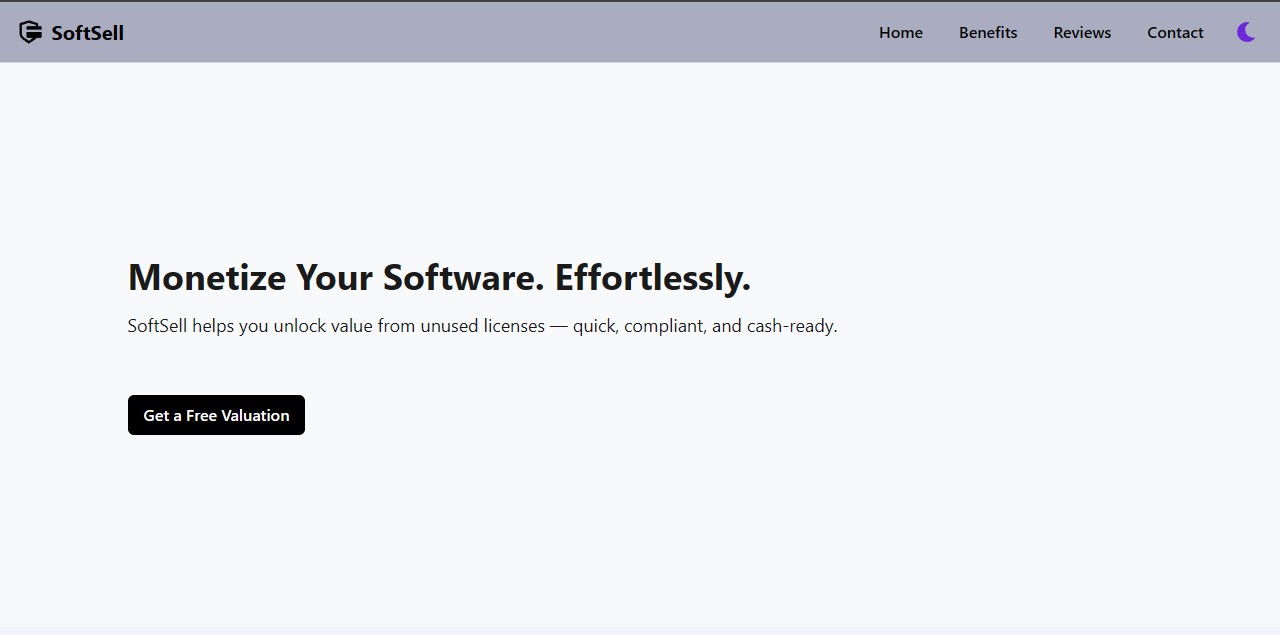 SoftSell
Home Benefits Reviews Contact
Monetize Your Software. Effortlessly.
SoftSell helps you unlock value from unused licenses — quick, compliant, and cash-ready.
Get a Free Valuation